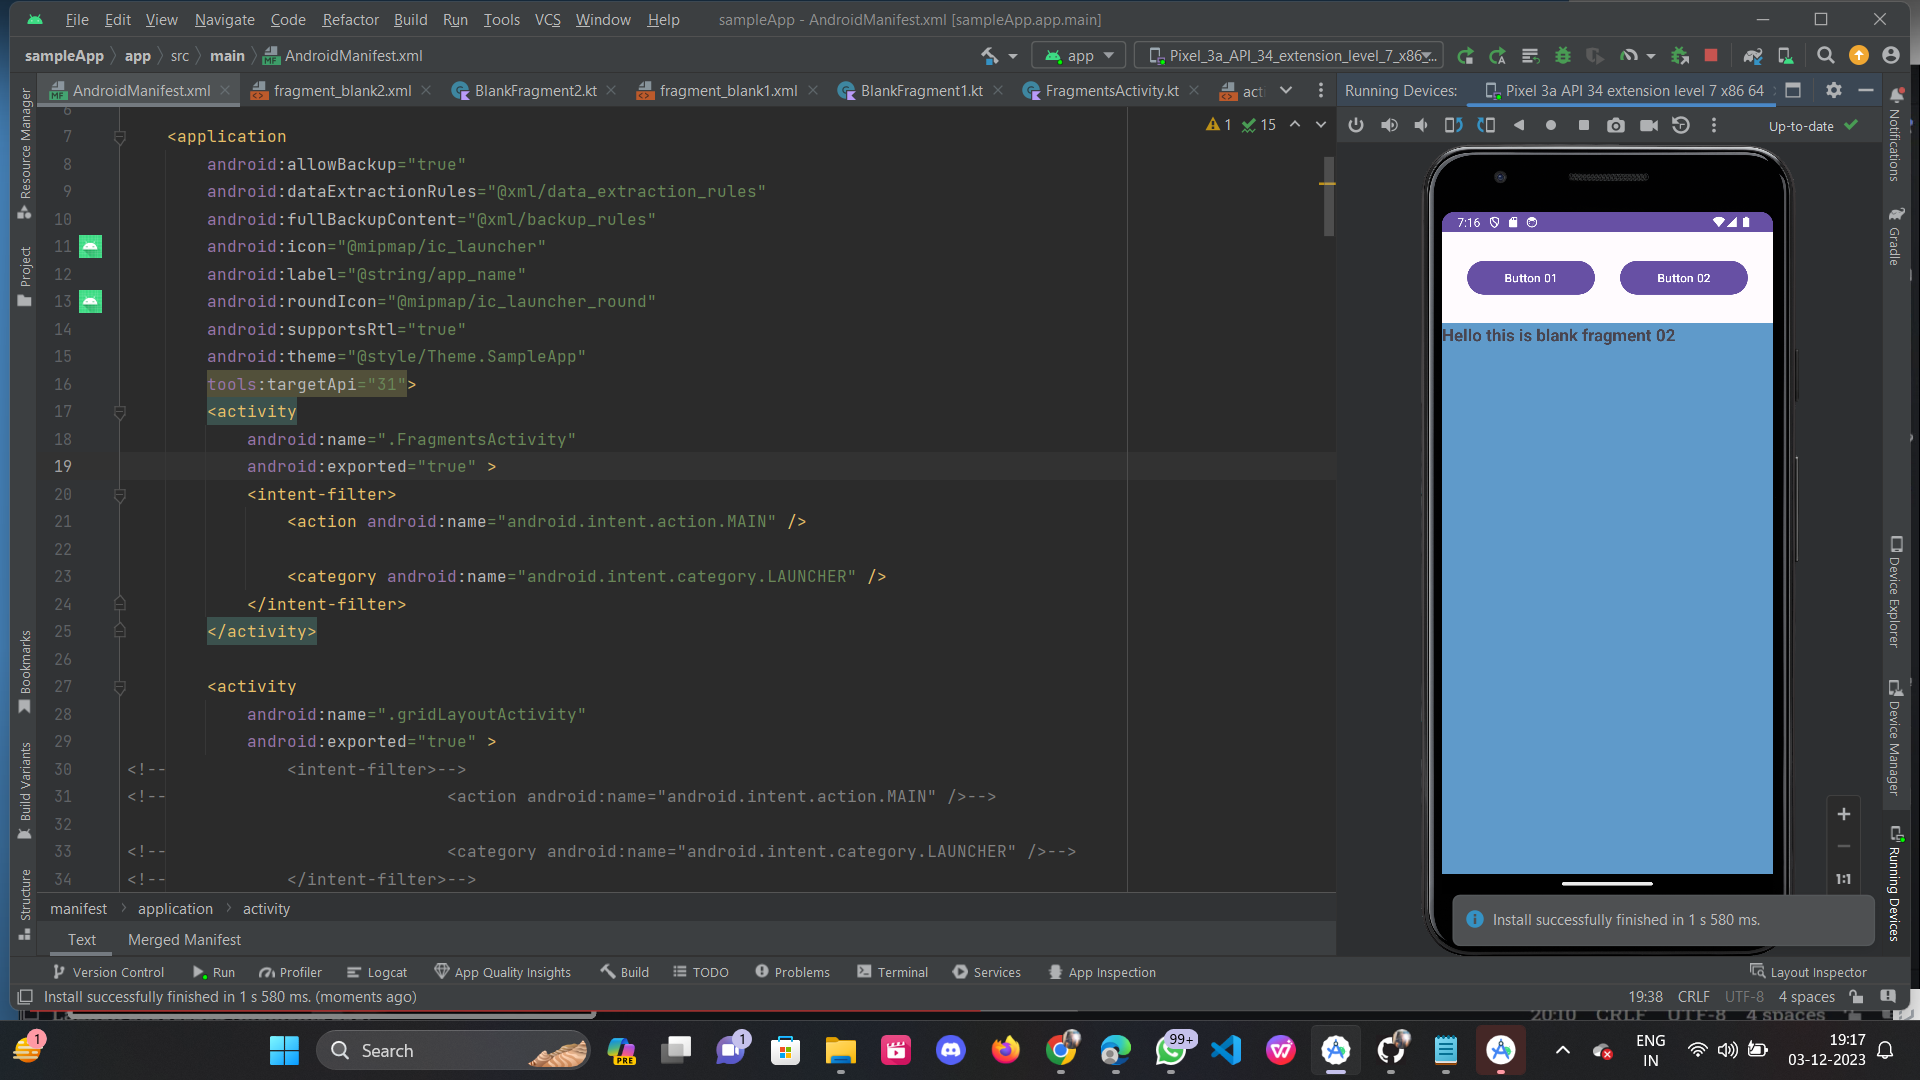 File Edit View Navigate Code Refactor Build Run Tools VCS Window Help sampleApp - AndroidManifest.xml [sampleApp.app.main]
sampleApp app src main AndroidManifest.xml app Pixel_3a_API_34_extension_level_7_x86_...
AndroidManifest.xml fragment_blank2.xml BlankFragment2.kt fragment_blank1.xml BlankFragment1.kt FragmentsActivity.kt acti Running Devices: Pixel 3a API 34 extension level 7 x86 64
Up-to-date
1 15
6
7 <application
8 android:allowBackup="true"
9 android:dataExtractionRules="@xml/data_extraction_rules"
10 android:fullBackupContent="@xml/backup_rules"
11 android:icon="@mipmap/ic_launcher"
12 android:label="@string/app_name"
13 android:roundIcon="@mipmap/ic_launcher_round"
14 android:supportsRtl="true"
15 android:theme="@style/Theme.SampleApp"
16 tools:targetApi="31">
17 <activity
18 android:name=".FragmentsActivity"
19 android:exported="true" >
20 <intent-filter>
21 <action android:name="android.intent.action.MAIN" />
22
23 <category android:name="android.intent.category.LAUNCHER" />
24 </intent-filter>
25 </activity>
26
27 <activity
28 android:name=".gridLayoutActivity"
29 android:exported="true" >
30 <!-- <intent-filter>-->
31 <!-- <action android:name="android.intent.action.MAIN" />-->
32
33 <!-- <category android:name="android.intent.category.LAUNCHER" />-->
34 <!-- </intent-filter>-->
manifest application activity
Text Merged Manifest
Resource Manager
Project
Bookmarks
Build Variants
Structure
7:16
Button 01 Button 02
Hello this is blank fragment 02
1:1
Install successfully finished in 1 s 580 ms.
Notifications
Gradle
Device Explorer
Device Manager
Running Devices
Version Control Run Profiler Logcat App Quality Insights Build TODO Problems Terminal Services App Inspection Layout Inspector
Install successfully finished in 1 s 580 ms. (moments ago) 19:38 CRLF UTF-8 4 spaces
20:10 CRLF UTF-8 4 spaces
1 Search PRE 1 99+ ENG
IN
19:17
03-12-2023